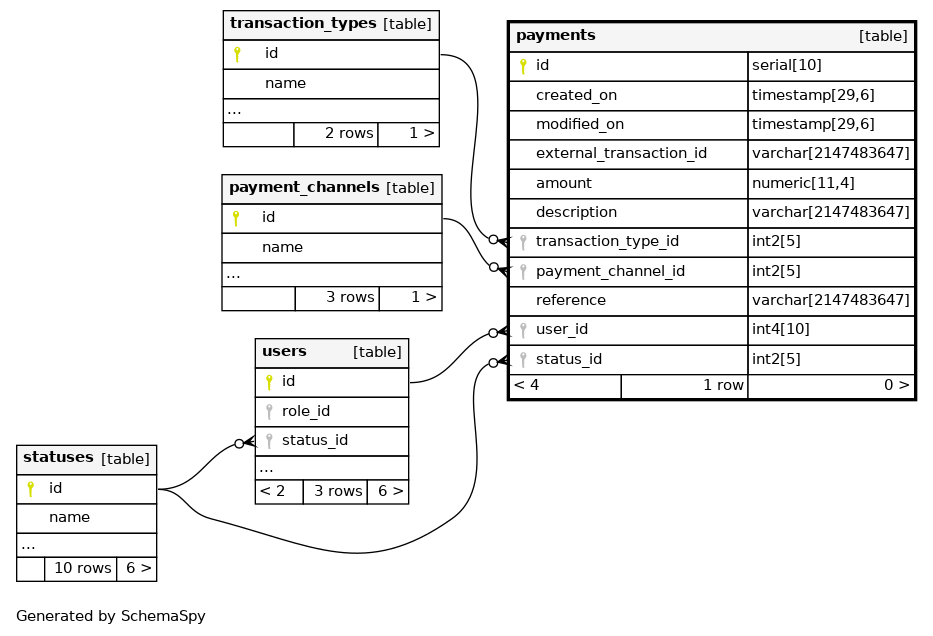 transaction_types [table]
id
name
...
2 rows 1 >
payment_channels [table]
id
name
...
3 rows 1 >
users [table]
id
role_id
status_id
...
< 2 3 rows 6 >
statuses [table]
id
name
...
10 rows 6 >
payments [table]
id serial[10]
created_on timestamp[29,6]
modified_on timestamp[29,6]
external_transaction_id varchar[2147483647]
amount numeric[11,4]
description varchar[2147483647]
transaction_type_id int2[5]
payment_channel_id int2[5]
reference varchar[2147483647]
user_id int4[10]
status_id int2[5]
< 4 1 row 0 >
Generated by SchemaSpy